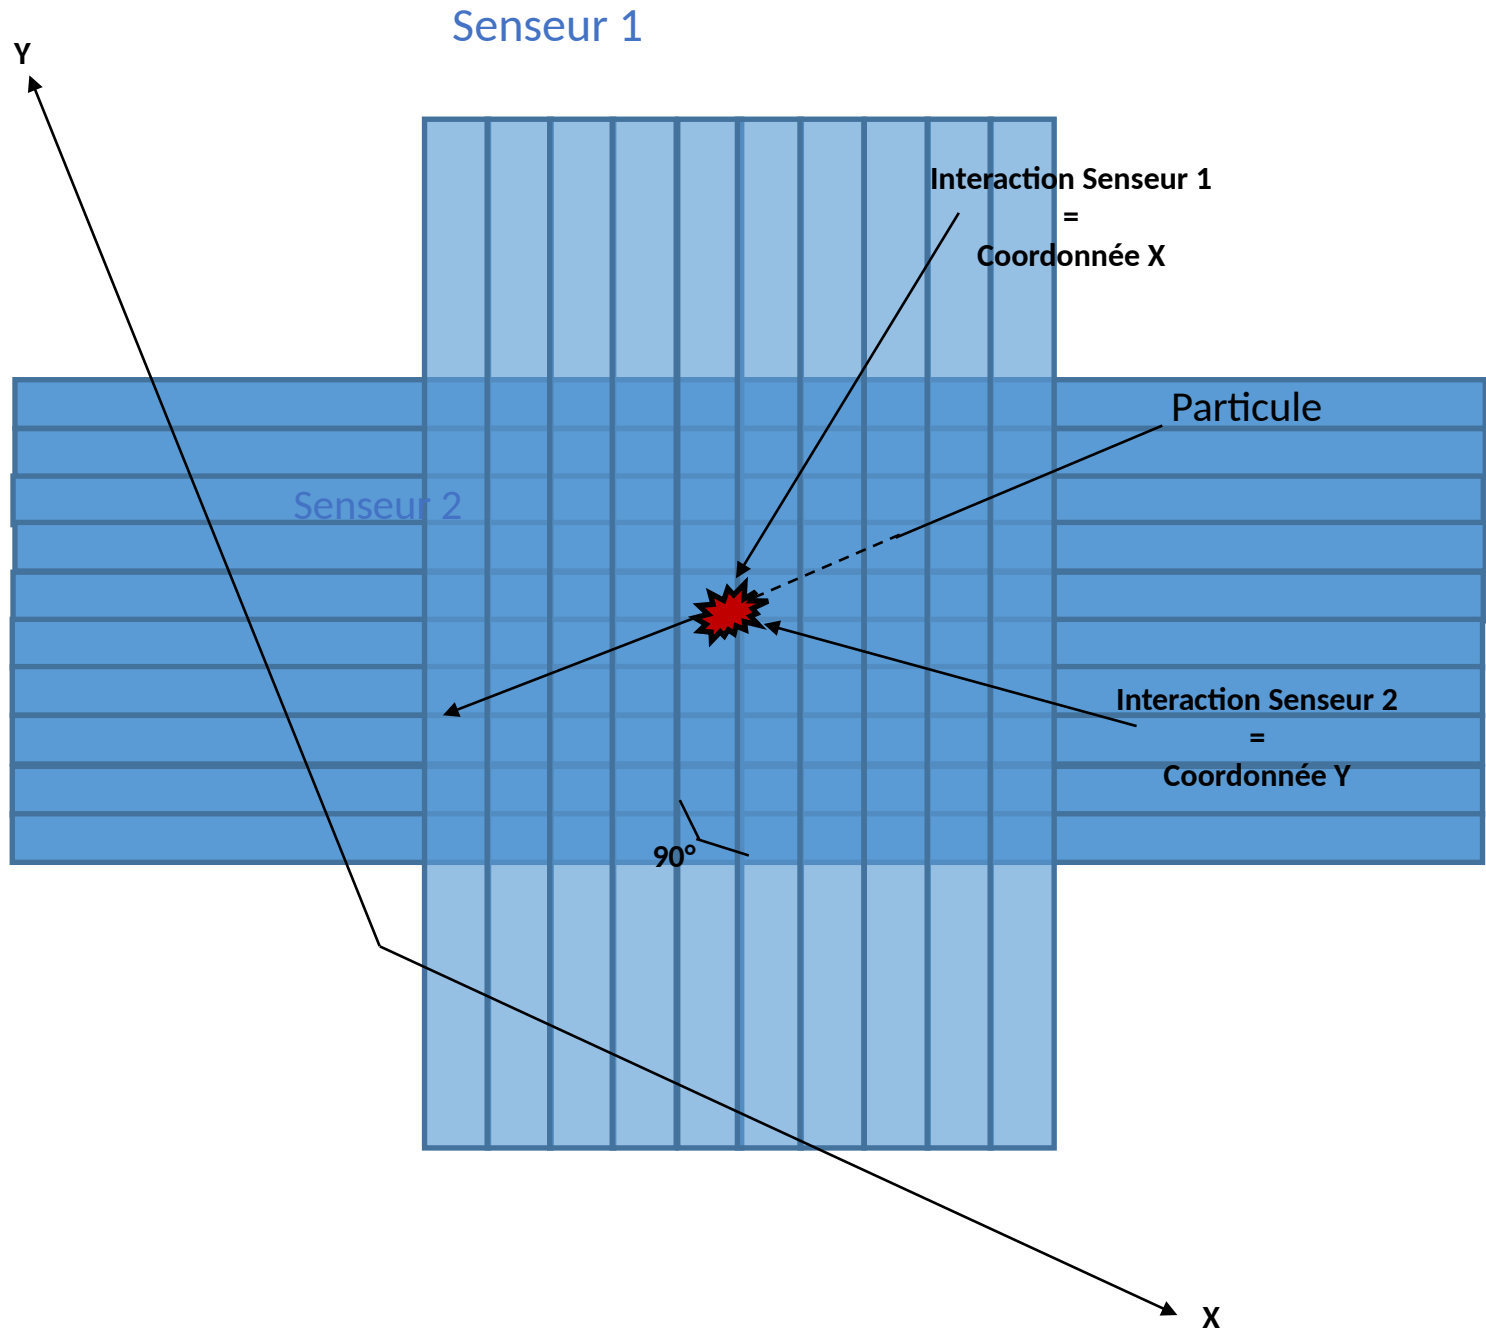 Senseur 1
Y
Interaction Senseur 1
=
Coordonnée X
Particule
Senseur 2
Interaction Senseur 2
=
Coordonnée Y
90°
X